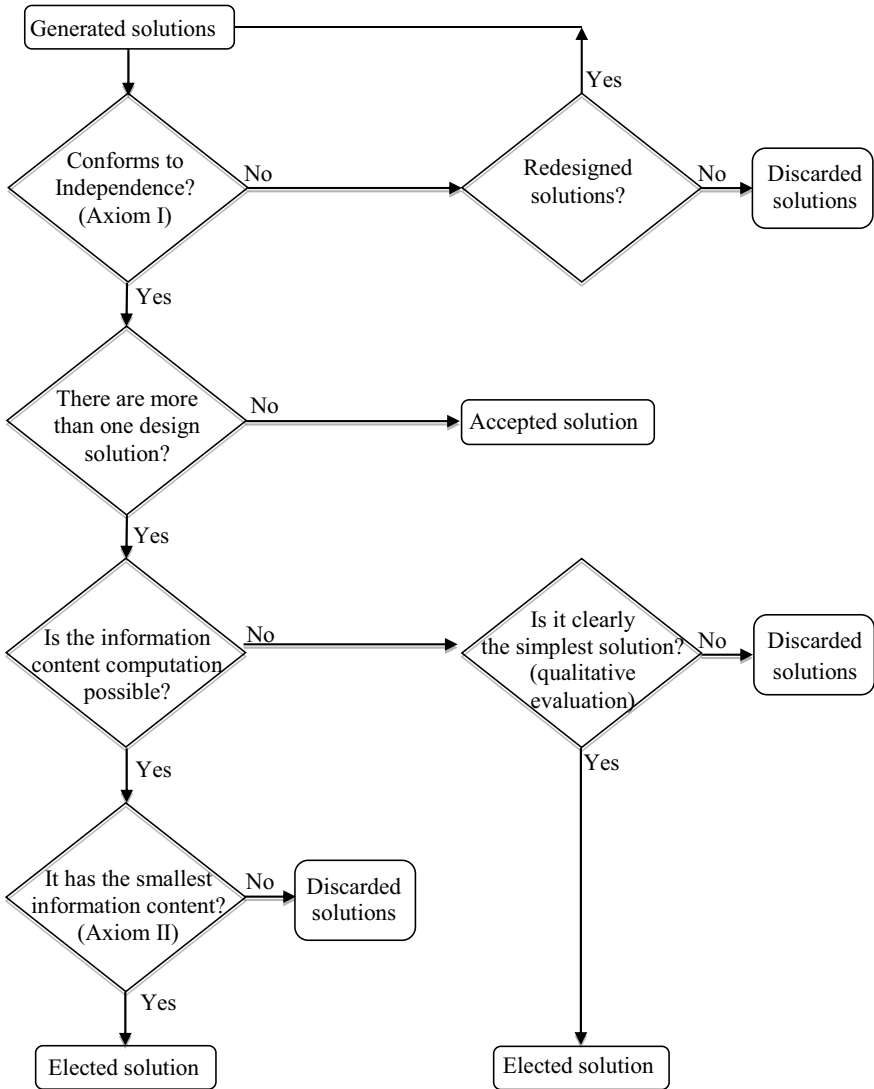 Generated solutions
Yes
Conforms to
Independence?
(Axiom I)
No
Redesigned
solutions?
No
Discarded
solutions
Yes
There are more
than one design
solution?
No
Accepted solution
Yes
Is the information
content computation
possible?
No
Is it clearly
the simplest solution?
(qualitative
evaluation)
No
Discarded
solutions
Yes
Yes
It has the smallest
information content?
(Axiom II)
No
Discarded
solutions
Yes
Elected solution
Elected solution